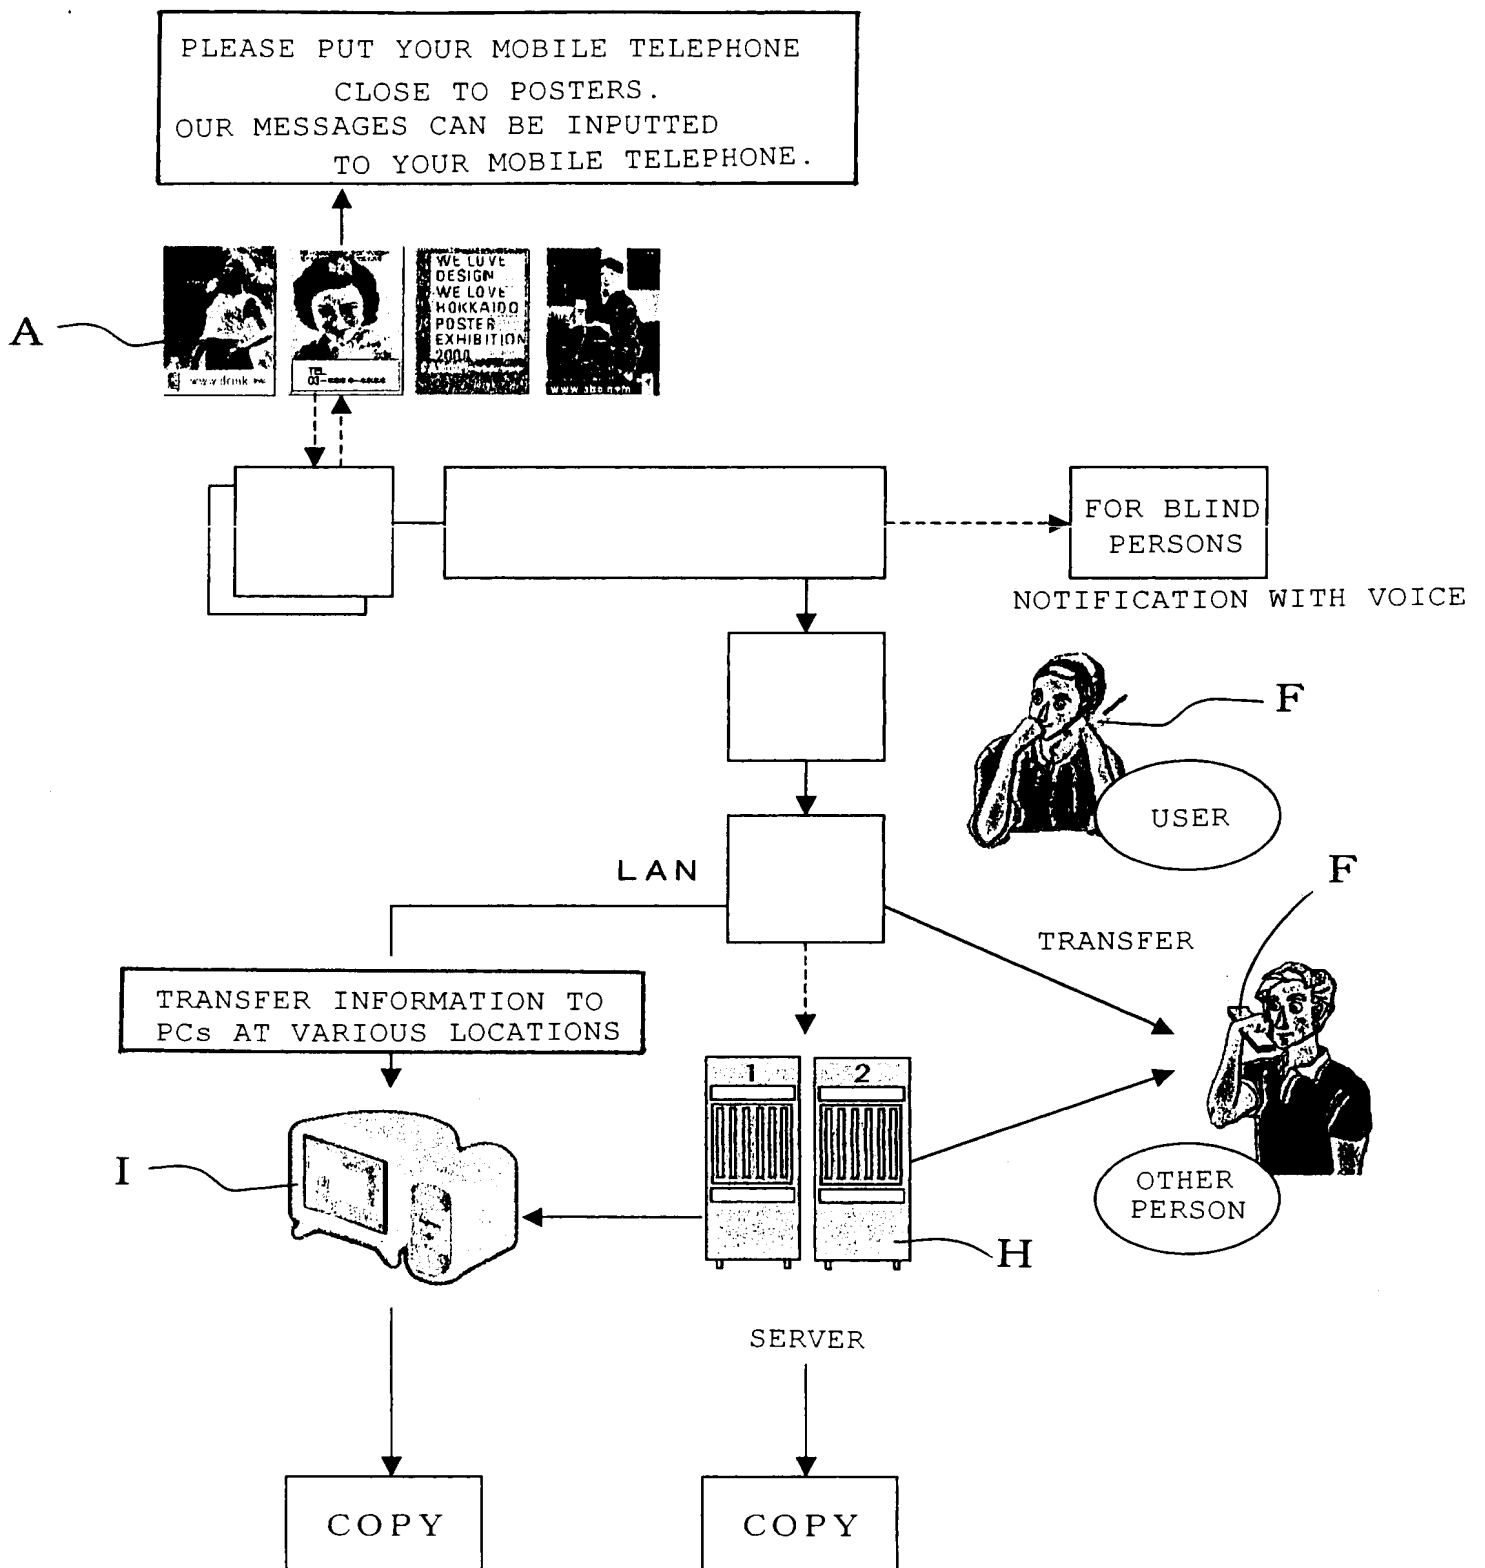 PLEASE PUT YOUR MOBILE TELEPHONE
CLOSE TO POSTERS.
OUR MESSAGES CAN BE INPUTTED
TO YOUR MOBILE TELEPHONE.
A
WE LOVE
DESIGN
WE LOVE
HOKKAIDO
POSTER
EXHIBITION
2000
TEL
FOR BLIND
PERSONS
NOTIFICATION WITH VOICE
F
USER
LAN
F
TRANSFER
TRANSFER INFORMATION TO
PCs AT VARIOUS LOCATIONS
1
2
I
OTHER
PERSON
H
SERVER
COPY
COPY